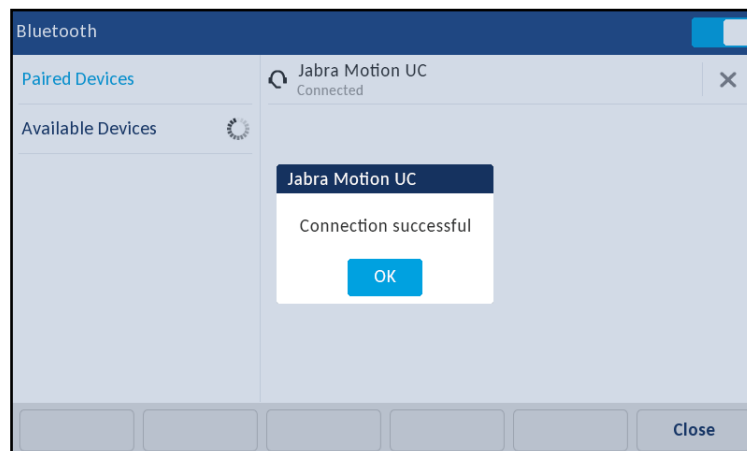 Bluetooth
Paired Devices
Available Devices
Jabra Motion UC
Connected
Jabra Motion UC
Connection successful
OK
Close